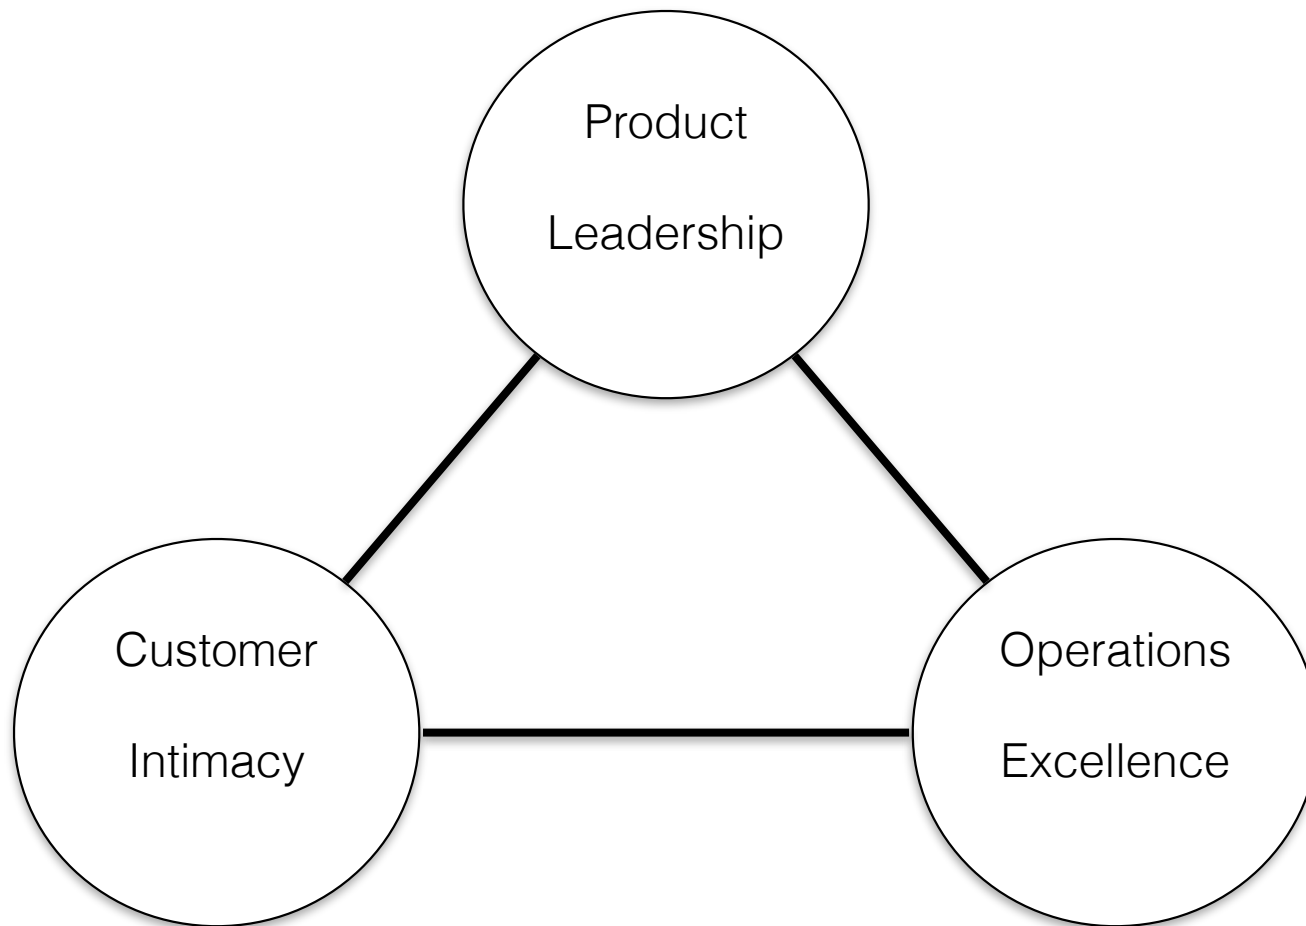 Product
Leadership
Customer
Intimacy
Operations
Excellence